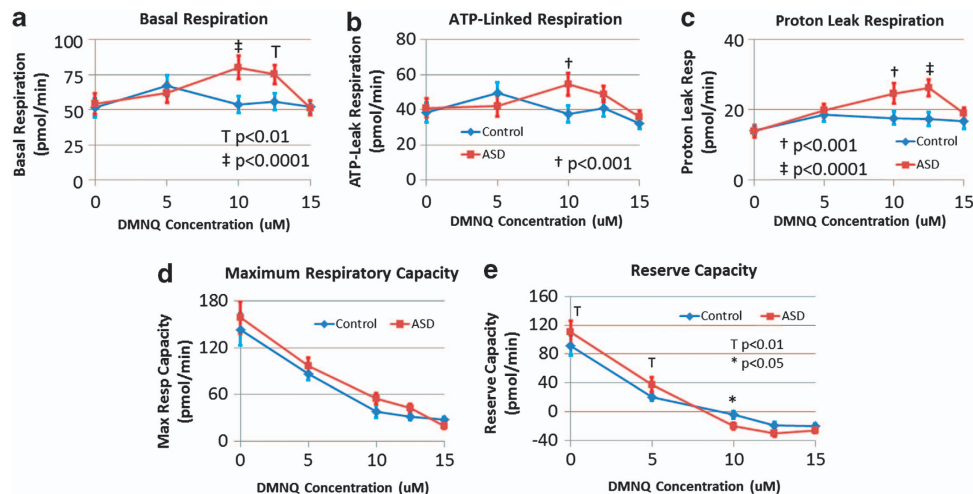 a Basal Respiration
Basal Respiration
(pmol/min)
100
75
50
25
0
‡
T
T p<0.01
‡ p<0.0001
0 5 10 15
DMNQ Concentration (uM)
b ATP-Linked Respiration
ATP-Leak Respiration
(pmol/min)
80
60
40
20
0
†
Control
ASD
† p<0.001
0 5 10 15
DMNQ Concentration (uM)
c Proton Leak Respiration
Proton Leak Resp
(pmol/min)
40
20
0
†
‡
† p<0.001
‡ p<0.0001
Control
ASD
0 5 10 15
DMNQ Concentration (uM)
d Maximum Respiratory Capacity
Max Resp Capacity
(pmol/min)
180
120
60
0
Control ASD
0 5 10 15
DMNQ Concentration (uM)
e Reserve Capacity
Reserve Capacity
(pmol/min)
160
120
80
40
0
-40
T
T
*
Control ASD
T p<0.01
* p<0.05
0 5 10 15
DMNQ Concentration (uM)